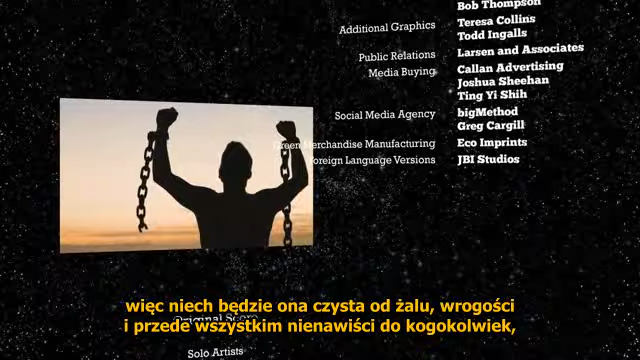 Bob Thompson
Additional Graphics Teresa Collins
Todd Ingalls
Public Relations Larsen and Associates
Media Buying Callan Advertising
Joshua Sheehan
Ting Yi Shih
Social Media Agency bigMethod
Greg Cargill
Green Merchandise Manufacturing Eco Imprints
Foreign Language Versions JBI Studios
więc niech będzie ona czysta od żalu, wrogości
Original Score
i przede wszystkim nienawiści do kogokolwiek,
Solo Artists